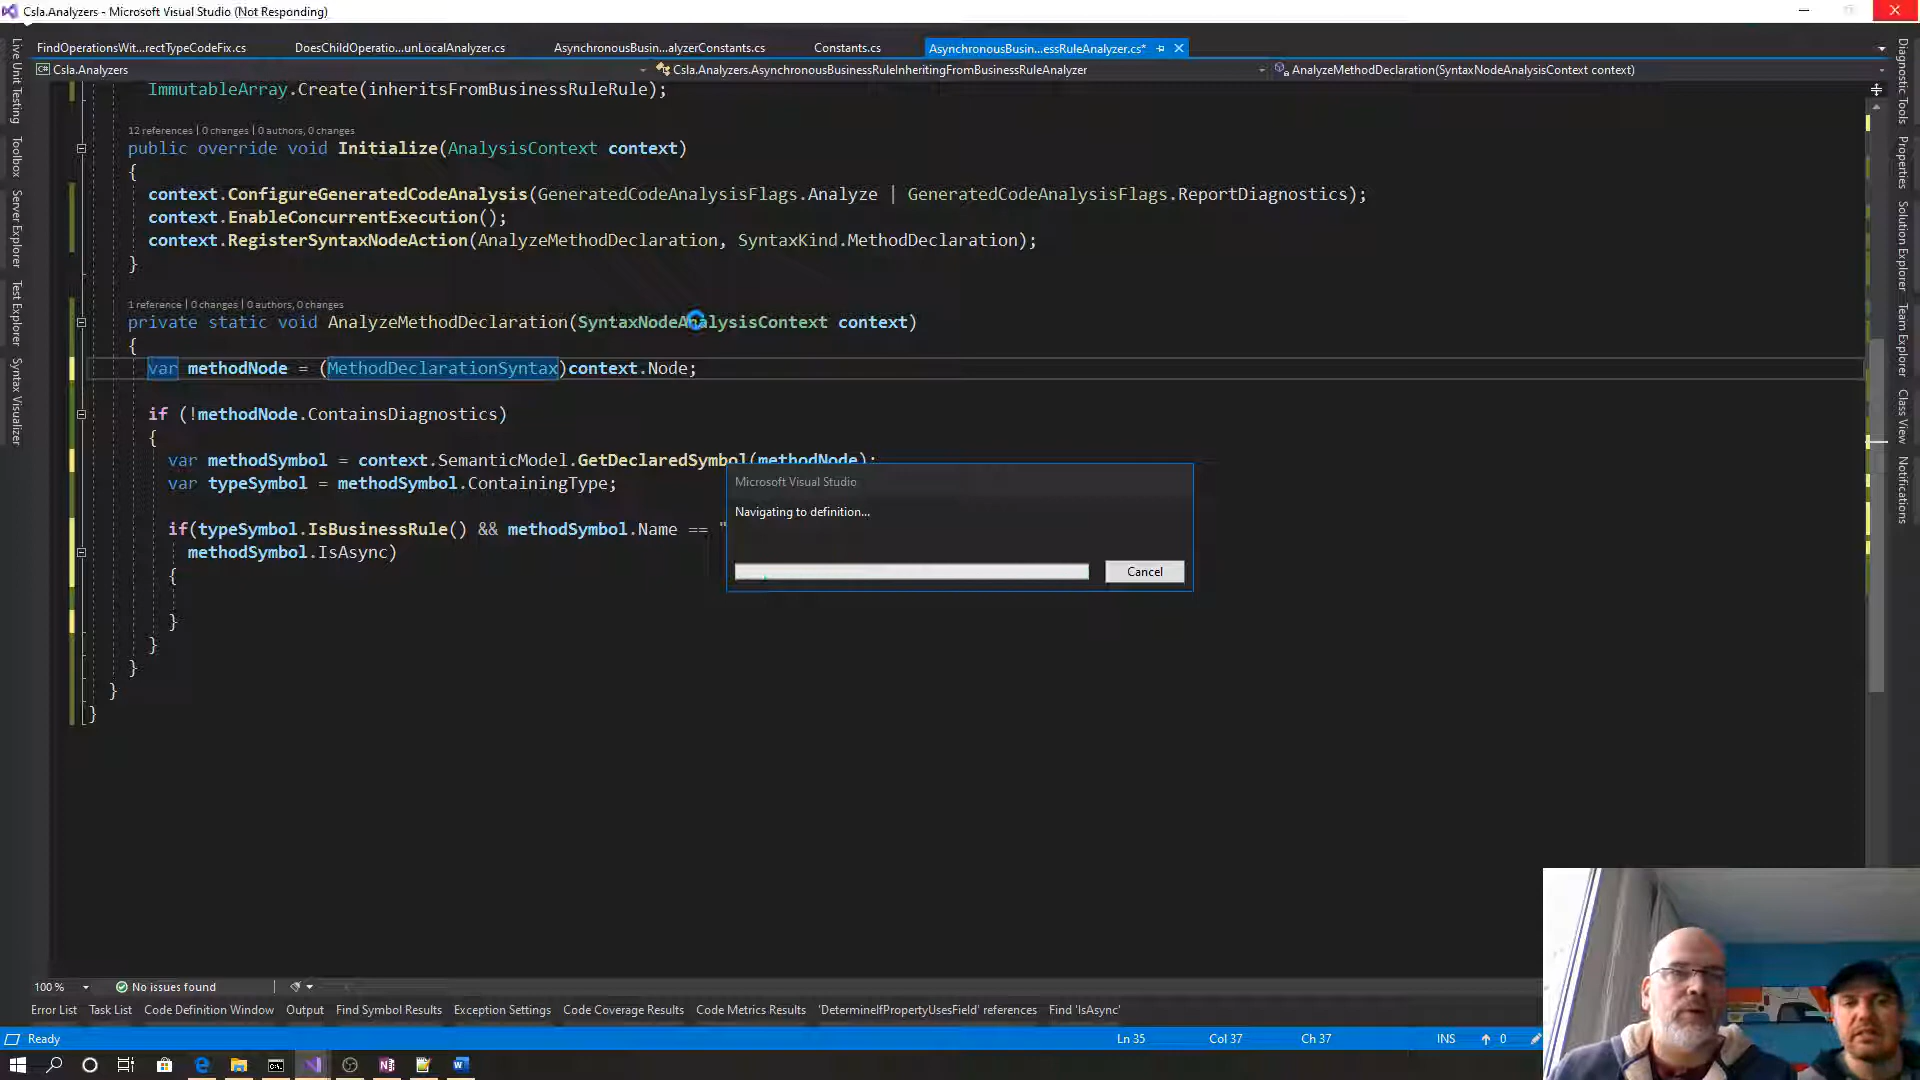 Csla.Analyzers - Microsoft Visual Studio (Not Responding)
FindOperationsWit...rectTypeCodeFix.cs
DoesChildOperatio...unLocalAnalyzer.cs
AsynchronousBusin...alyzerConstants.cs
Constants.cs
AsynchronousBusin...essRuleAnalyzer.cs*
Csla.Analyzers
Csla.Analyzers.AsynchronousBusinessRuleInheritingFromBusinessRuleAnalyzer
AnalyzeMethodDeclaration(SyntaxNodeAnalysisContext context)
Live Unit Testing
Toolbox
Server Explorer
Test Explorer
Syntax Visualizer
ImmutableArray.Create(inheritsFromBusinessRuleRule);
12 references | 0 changes | 0 authors, 0 changes
public override void Initialize(AnalysisContext context)
{
context.ConfigureGeneratedCodeAnalysis(GeneratedCodeAnalysisFlags.Analyze | GeneratedCodeAnalysisFlags.ReportDiagnostics);
context.EnableConcurrentExecution();
context.RegisterSyntaxNodeAction(AnalyzeMethodDeclaration, SyntaxKind.MethodDeclaration);
}
1 reference | 0 changes | 0 authors, 0 changes
private static void AnalyzeMethodDeclaration(SyntaxNodeAnalysisContext context)
{
var methodNode = (MethodDeclarationSyntax)context.Node;
if (!methodNode.ContainsDiagnostics)
{
var methodSymbol = context.SemanticModel.GetDeclaredSymbol(methodNode);
var typeSymbol = methodSymbol.ContainingType;
if(typeSymbol.IsBusinessRule() && methodSymbol.Name == "
methodSymbol.IsAsync)
{
}
}
}
}
}
Microsoft Visual Studio
Navigating to definition...
Cancel
Diagnostic Tools
Properties
Solution Explorer
Team Explorer
Class View
Notifications
100 %
No issues found
Error List
Task List
Code Definition Window
Output
Find Symbol Results
Exception Settings
Code Coverage Results
Code Metrics Results
'DetermineIfPropertyUsesField' references
Find 'IsAsync'
Ready
Ln 35
Col 37
Ch 37
INS
0